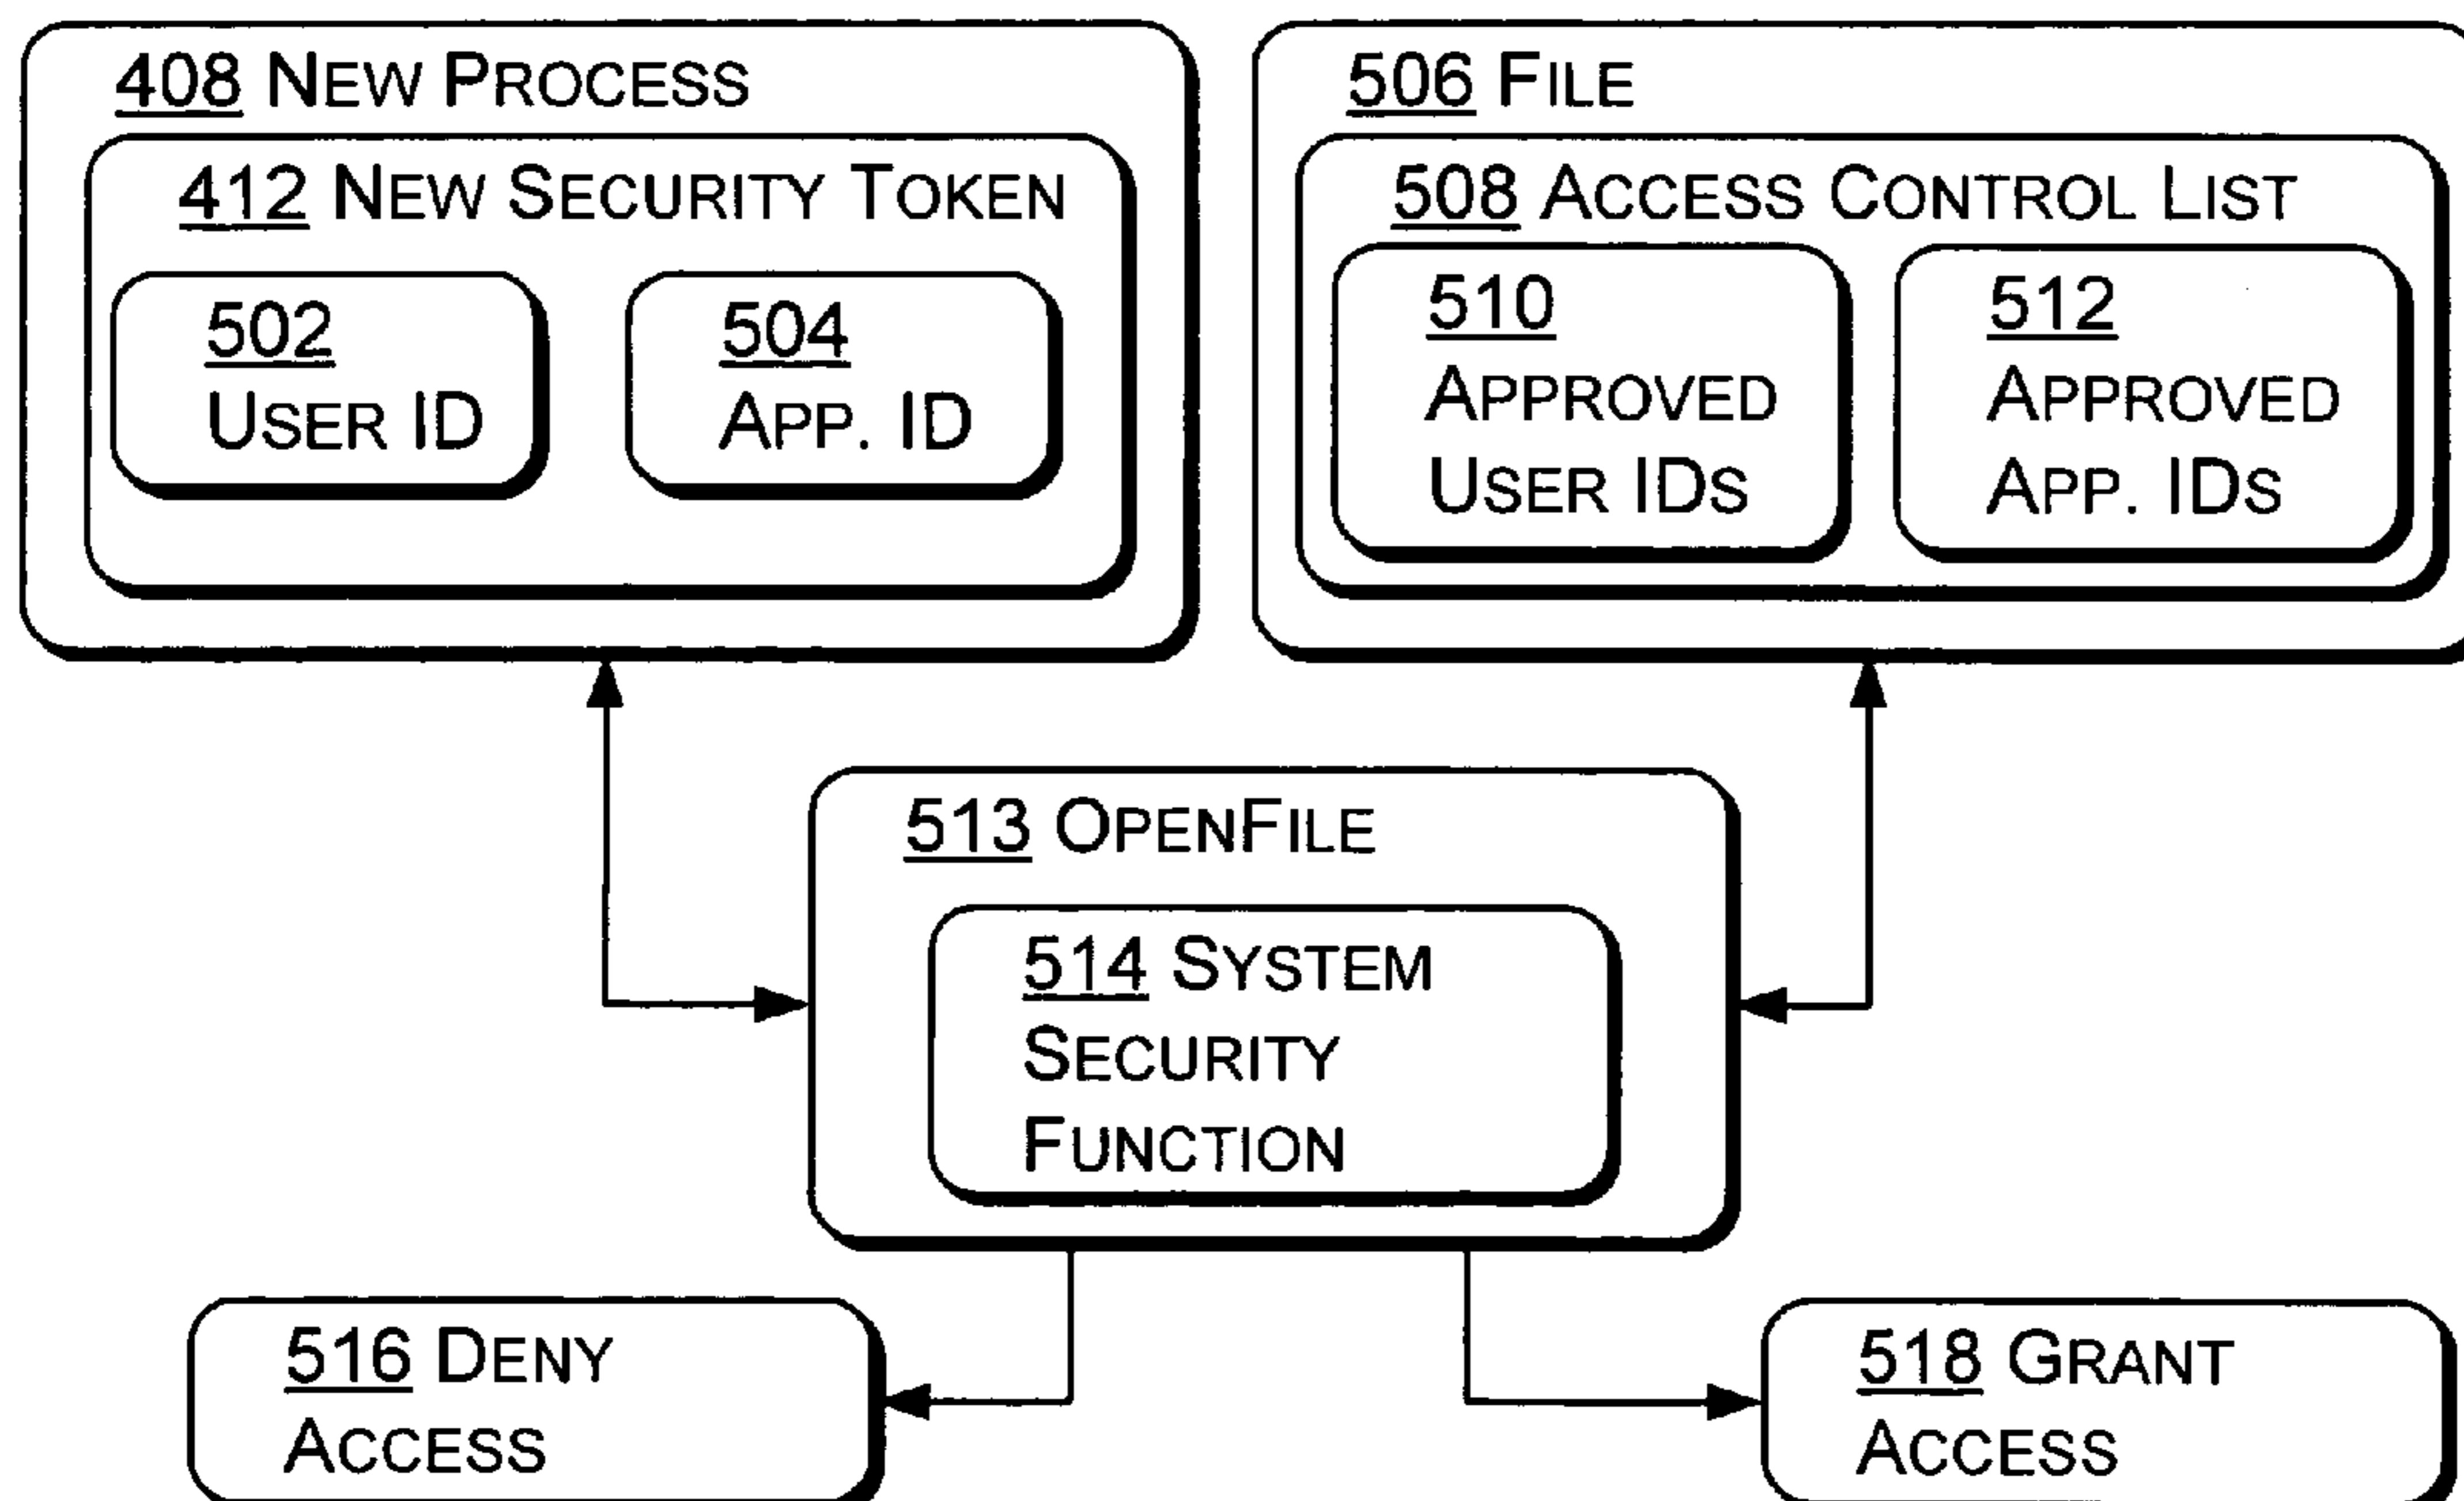 408 NEW PROCESS
412 NEW SECURITY TOKEN
502
USER ID
504
APP. ID
506 FILE
508 ACCESS CONTROL LIST
510
APPROVED
USER IDS
512
APPROVED
APP. IDS
513 OPENFILE
514 SYSTEM
SECURITY
FUNCTION
516 DENY
ACCESS
518 GRANT
ACCESS